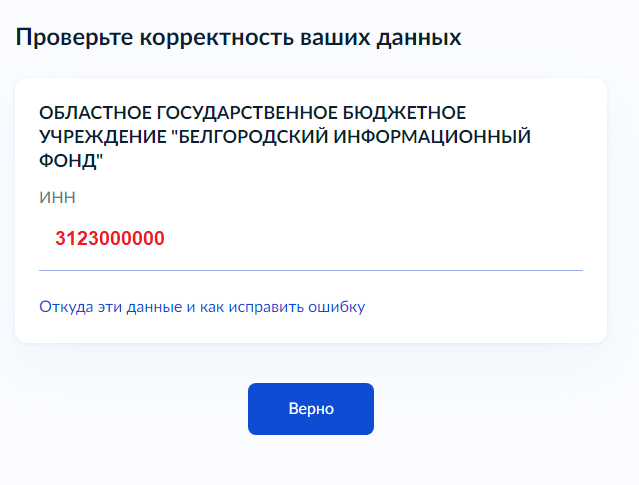 Проверьте корректность ваших данных
ОБЛАСТНОЕ ГОСУДАРСТВЕННОЕ БЮДЖЕТНОЕ
УЧРЕЖДЕНИЕ "БЕЛГОРОДСКИЙ ИНФОРМАЦИОННЫЙ
ФОНД"
ИНН
3123000000
Откуда эти данные и как исправить ошибку
Верно